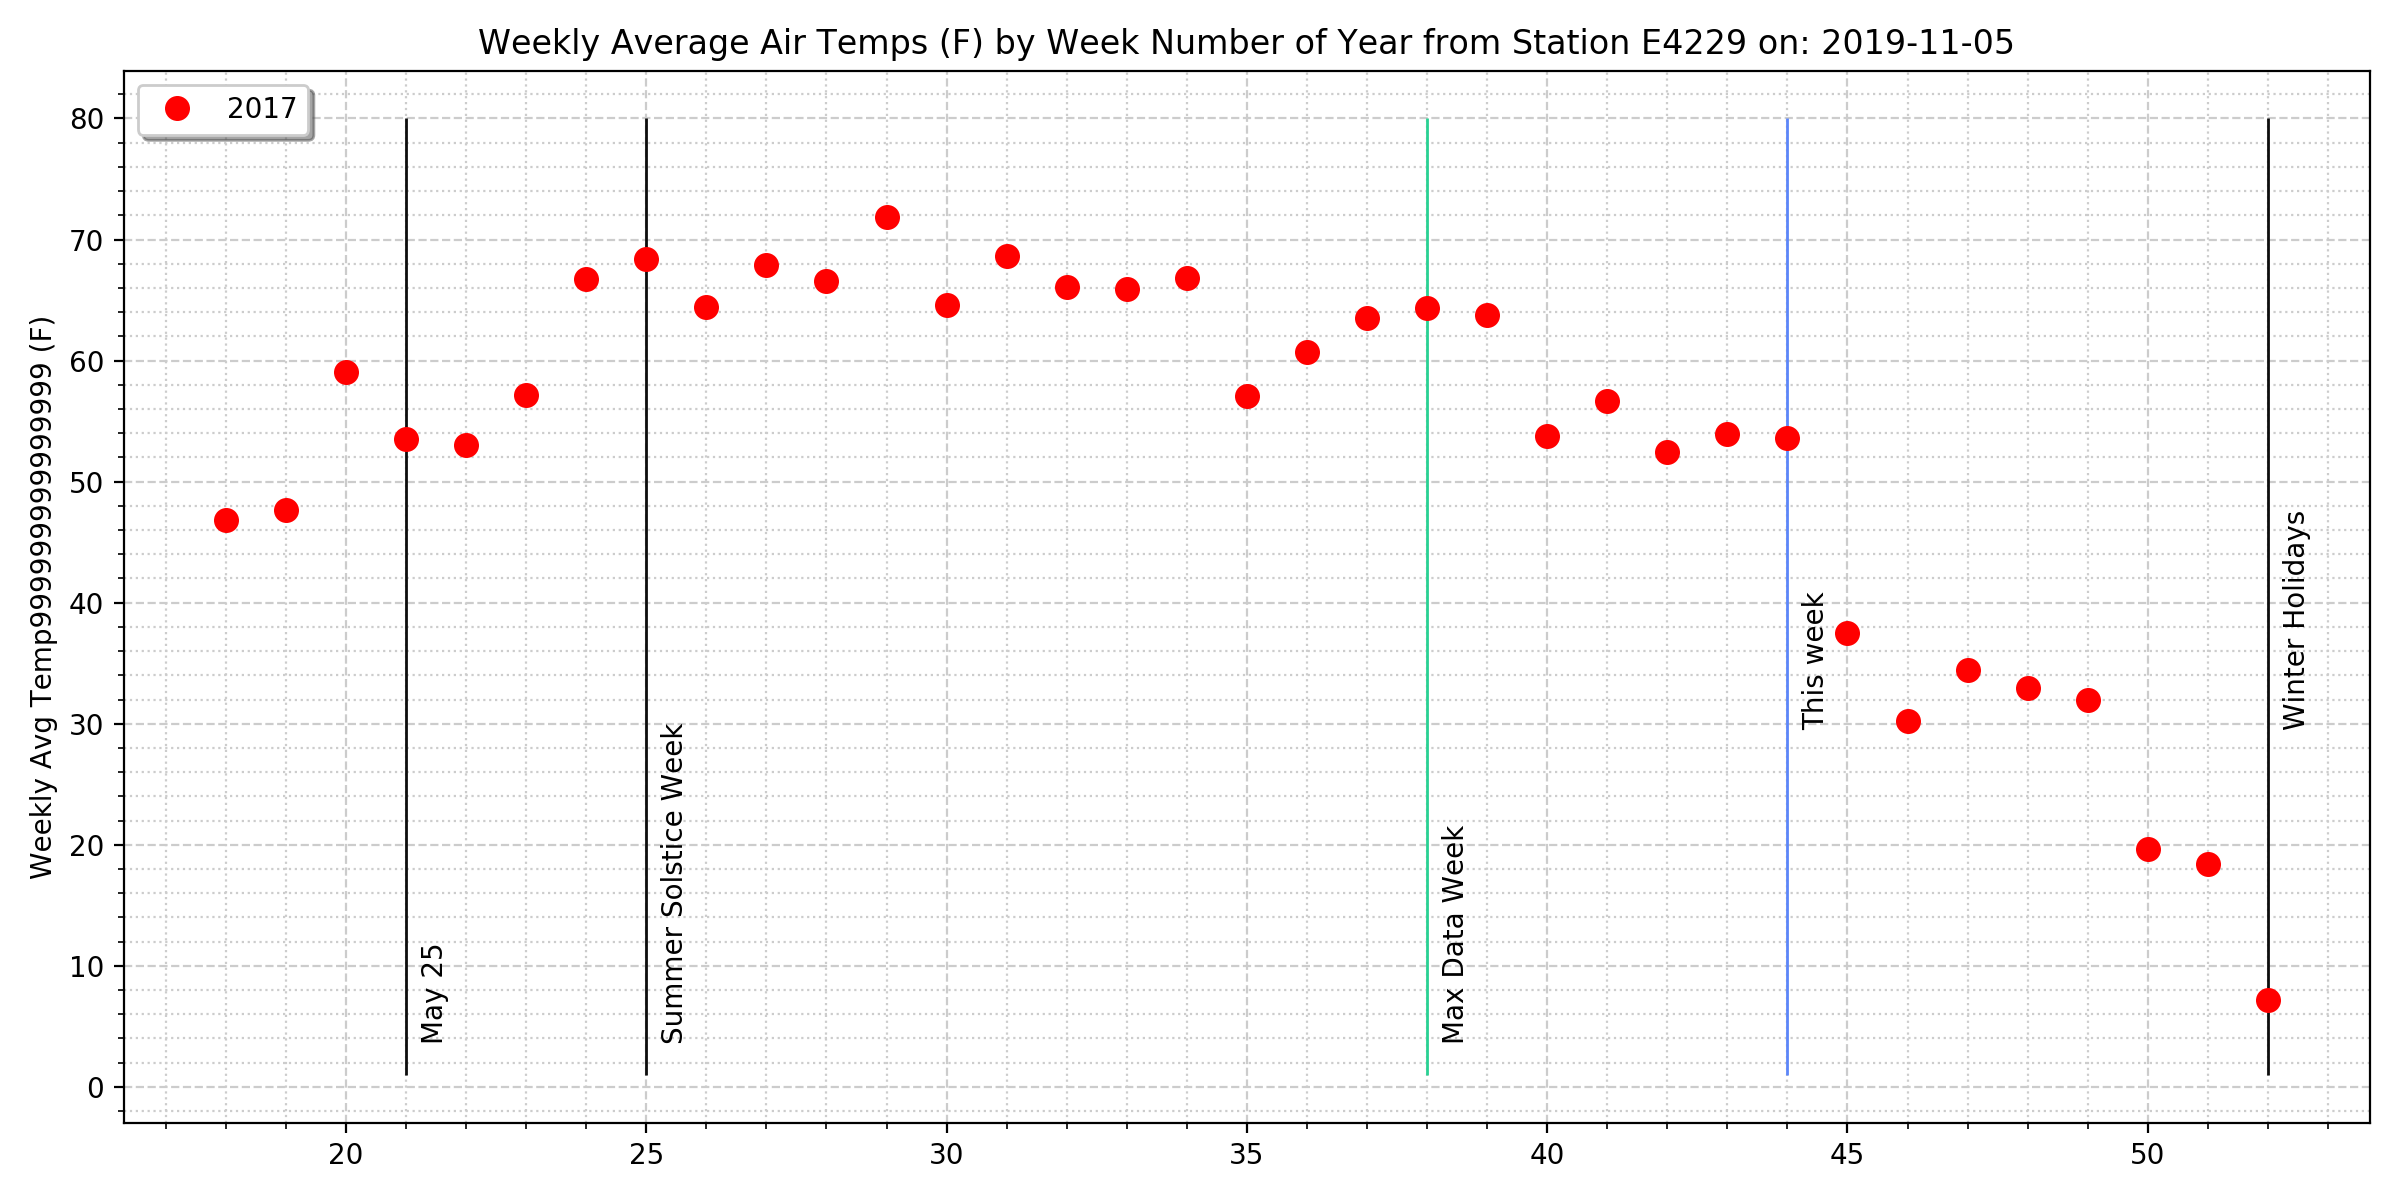 Weekly Average Air Temps (F) by Week Number of Year from Station E4229 on: 2019-11-05
2017
Weekly Avg Temp999999999999999 (F)
80
70
60
50
40
30
20
10
0
May 25
Summer Solstice Week
Max Data Week
This week
Winter Holidays
20 25 30 35 40 45 50